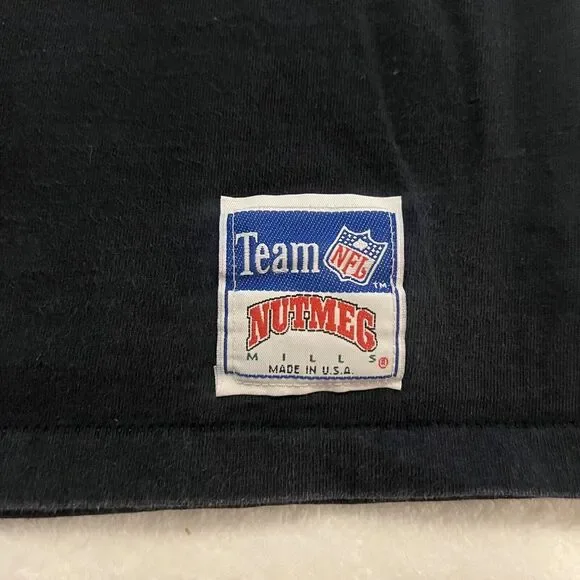 Team NFL TM
NUTMEG
MILLS ®
MADE IN U.S.A.